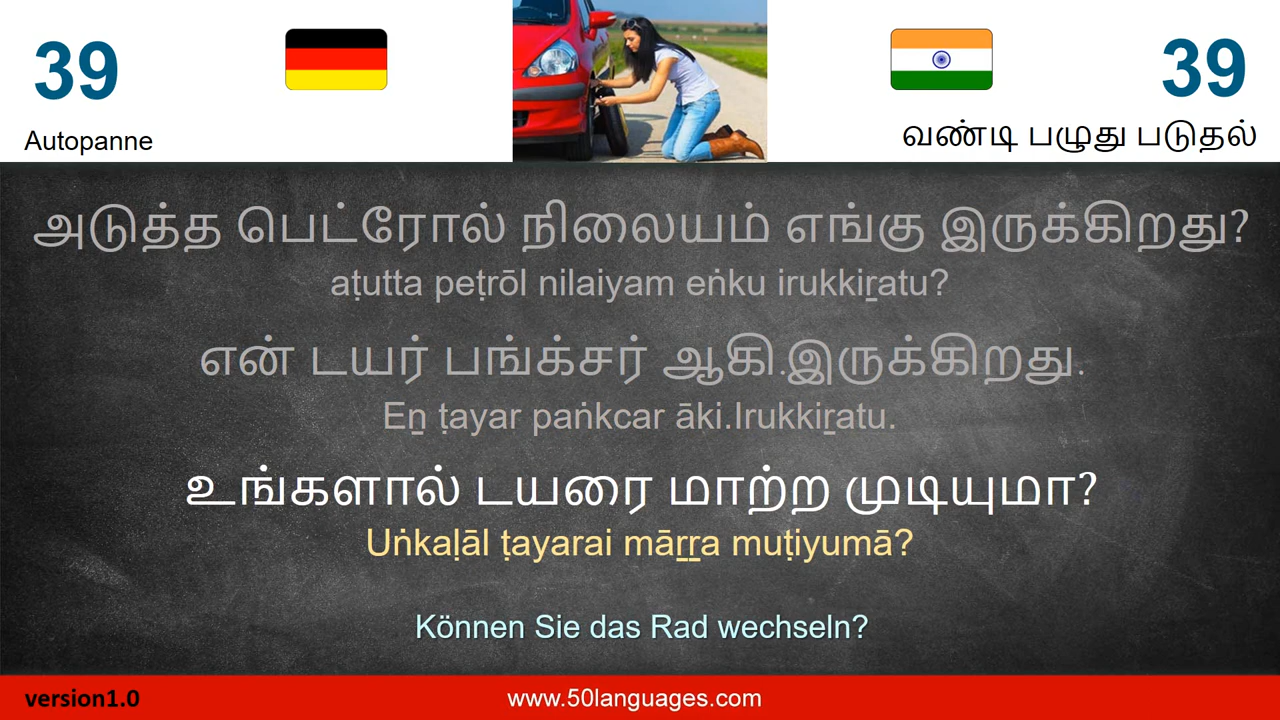 39
39
Autopanne
வண்டி பழுது படுதல்
அடுத்த பெட்ரோல் நிலையம் எங்கு இருக்கிறது?
aṭutta peṭrōl nilaiyam eṅku irukkiṟatu?
என் டயர் பங்க்சர் ஆகி.இருக்கிறது.
Eṉ ṭayar paṅkcar āki.Irukkiṟatu.
உங்களால் டயரை மாற்ற முடியுமா?
Uṅkaḷāl ṭayarai māṟṟa muṭiyumā?
Können Sie das Rad wechseln?
version1.0
www.50languages.com